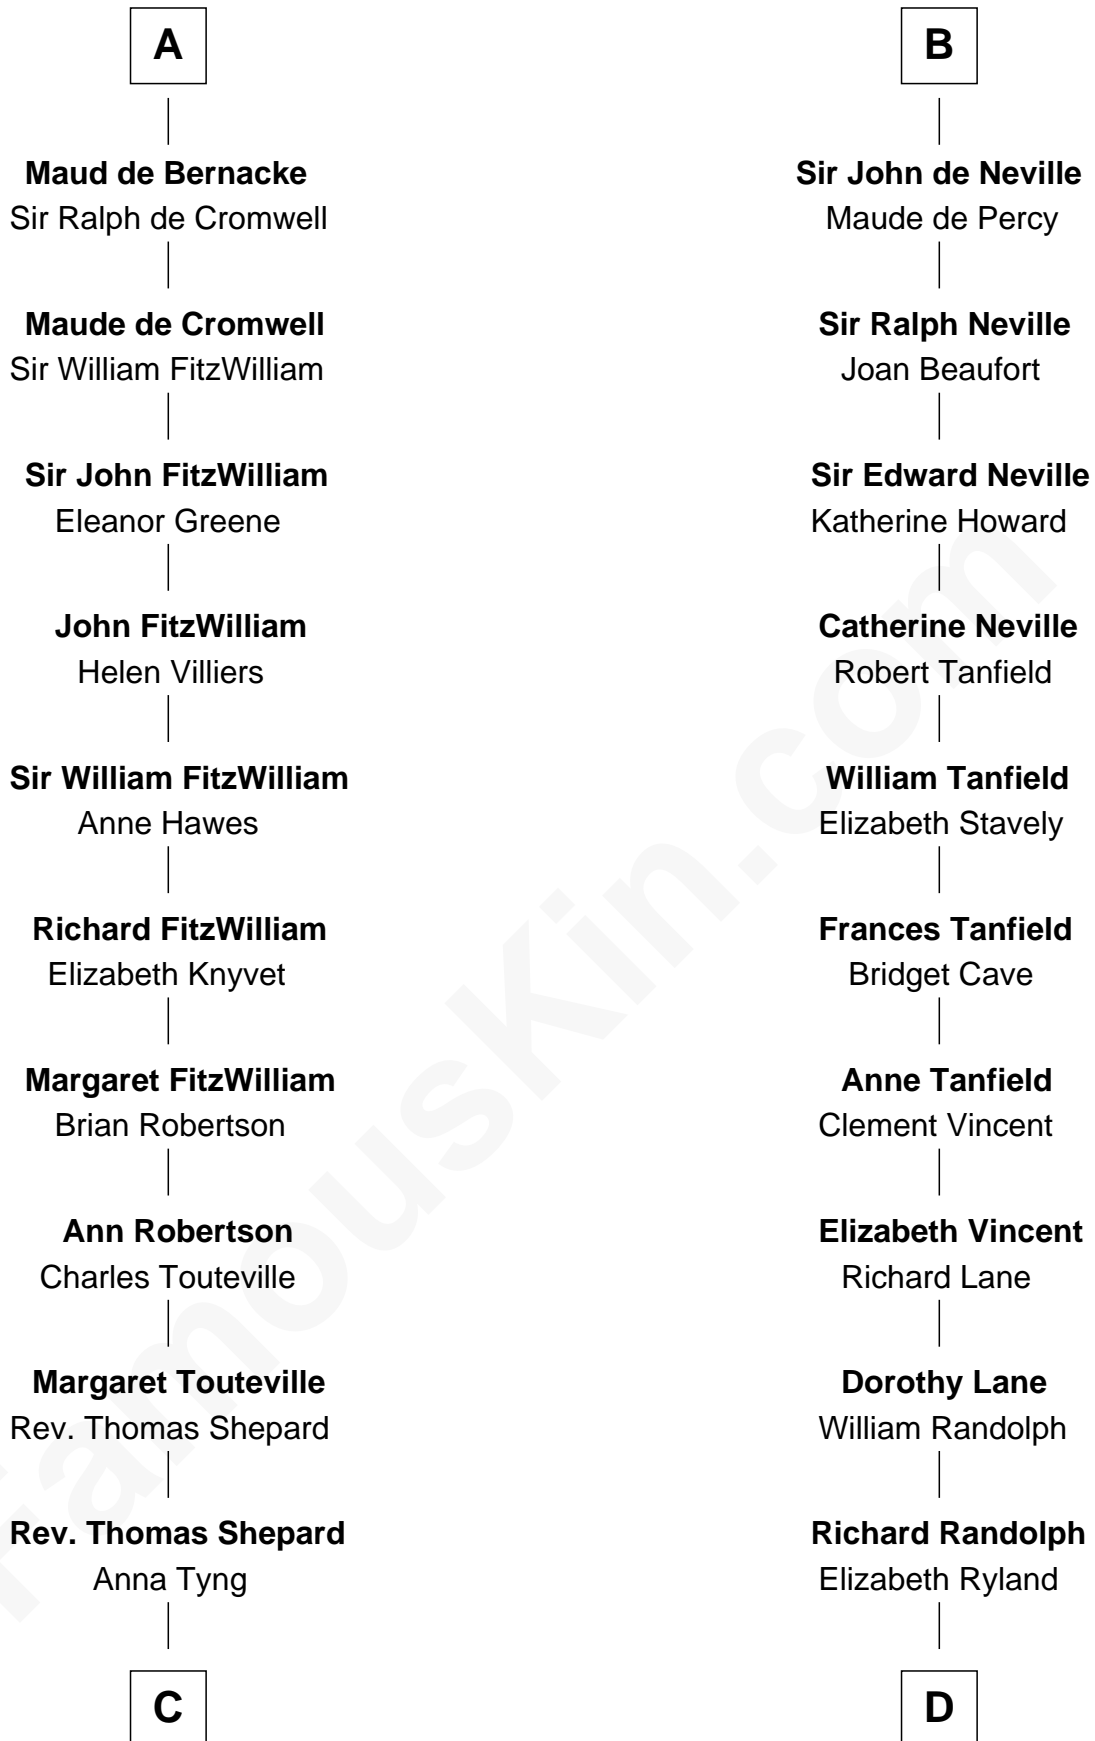 A
Maud de Bernacke
Sir Ralph de Cromwell
Maude de Cromwell
Sir William FitzWilliam
Sir John FitzWilliam
Eleanor Greene
John FitzWilliam
Helen Villiers
Sir William FitzWilliam
Anne Hawes
Richard FitzWilliam
Elizabeth Knyvet
Margaret FitzWilliam
Brian Robertson
Ann Robertson
Charles Touteville
Margaret Touteville
Rev. Thomas Shepard
Rev. Thomas Shepard
Anna Tyng
C
B
Sir John de Neville
Maude de Percy
Sir Ralph Neville
Joan Beaufort
Sir Edward Neville
Katherine Howard
Catherine Neville
Robert Tanfield
William Tanfield
Elizabeth Stavely
Frances Tanfield
Bridget Cave
Anne Tanfield
Clement Vincent
Elizabeth Vincent
Richard Lane
Dorothy Lane
William Randolph
Richard Randolph
Elizabeth Ryland
D
FamousKin.com